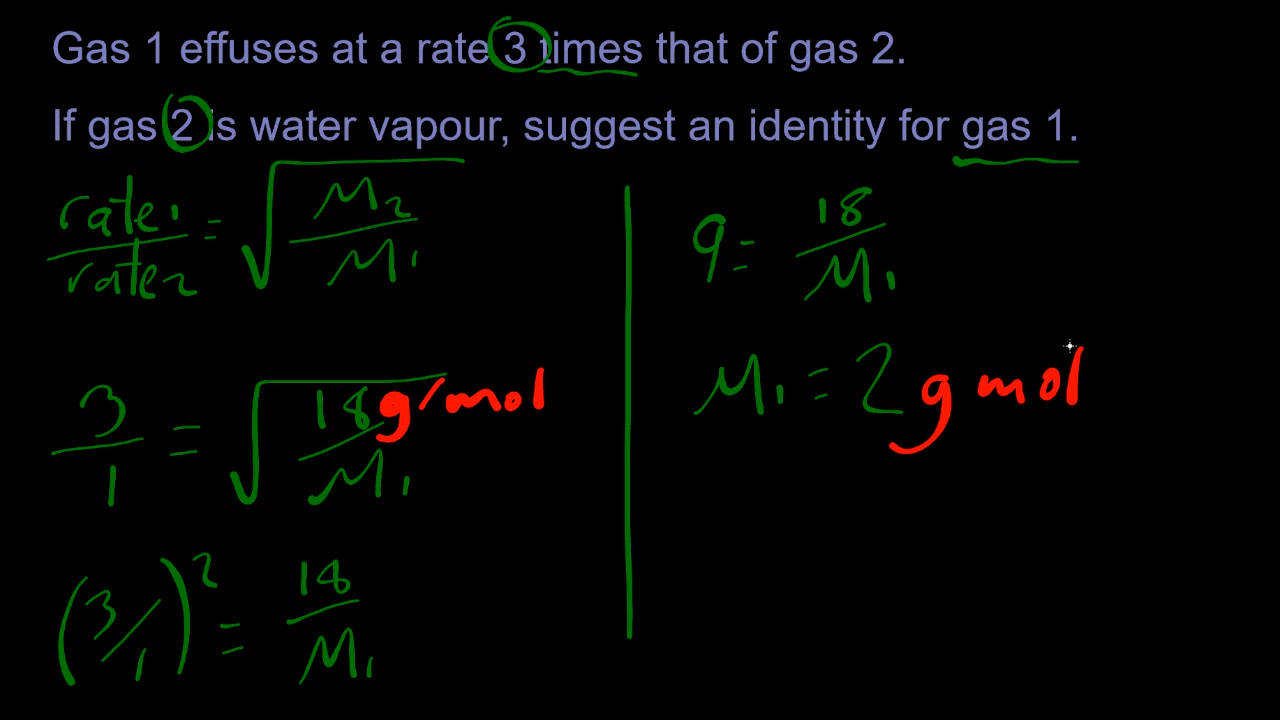 Gas 1 effuses at a rate 3 times that of gas 2.
If gas 2 is water vapour, suggest an identity for gas 1.
rate1/rate2 = √(M2/M1)
3/1 = √(18 g/mol/M1)
(3/1)² = 18/M1
9 = 18/M1
M1 = 2 g mol